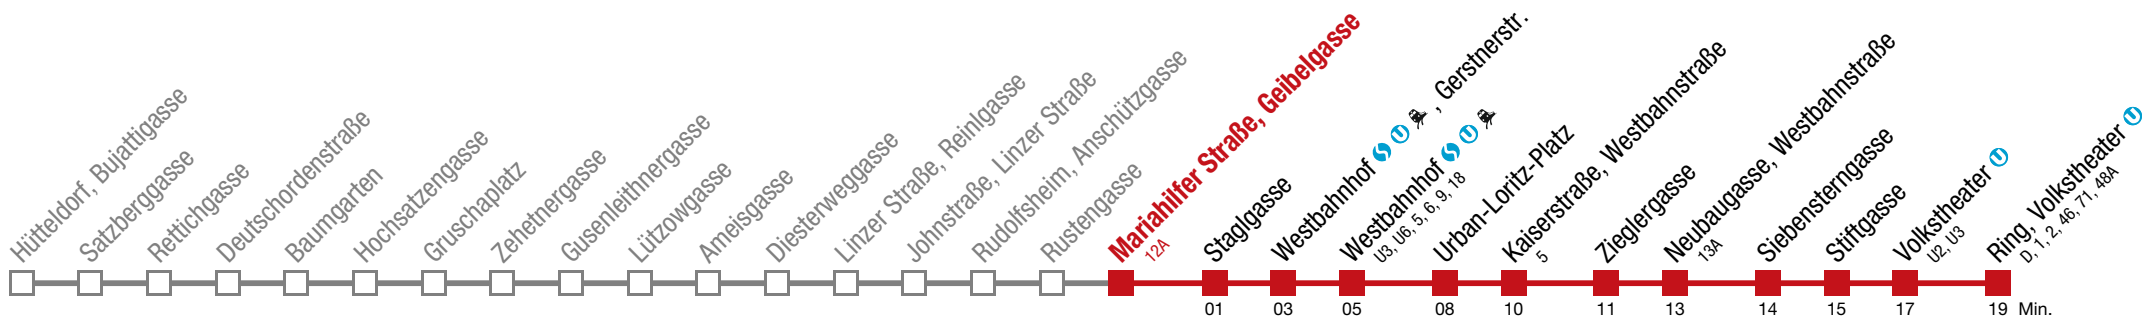 Hütteldorf, Bujattigasse
Satzberggasse
Rettichgasse
Deutschordenstraße
Baumgarten
Hochsatzengasse
Gruschaplatz
Zehetnergasse
Gusenleithnergasse
Lützowgasse
Ameisgasse
Diesterweggasse
Linzer Straße, Reinlgasse
Johnstraße, Linzer Straße
Rudolfsheim, Anschützgasse
Rustengasse
Mariahilfer Straße, Geibelgasse
12A
Staglgasse
Westbahnhof S U , Gerstnerstr.
Westbahnhof S U
U3, U6, 5, 6, 9, 18
Urban-Loritz-Platz
Kaiserstraße, Westbahnstraße
5
Zieglergasse
Neubaugasse, Westbahnstraße
13A
Siebensterngasse
Stiftgasse
Volkstheater U
U2, U3
Ring, Volkstheater U
D, 1, 2, 46, 71, 48A
01 03 05 08 10 11 13 14 15 17 19 Min.